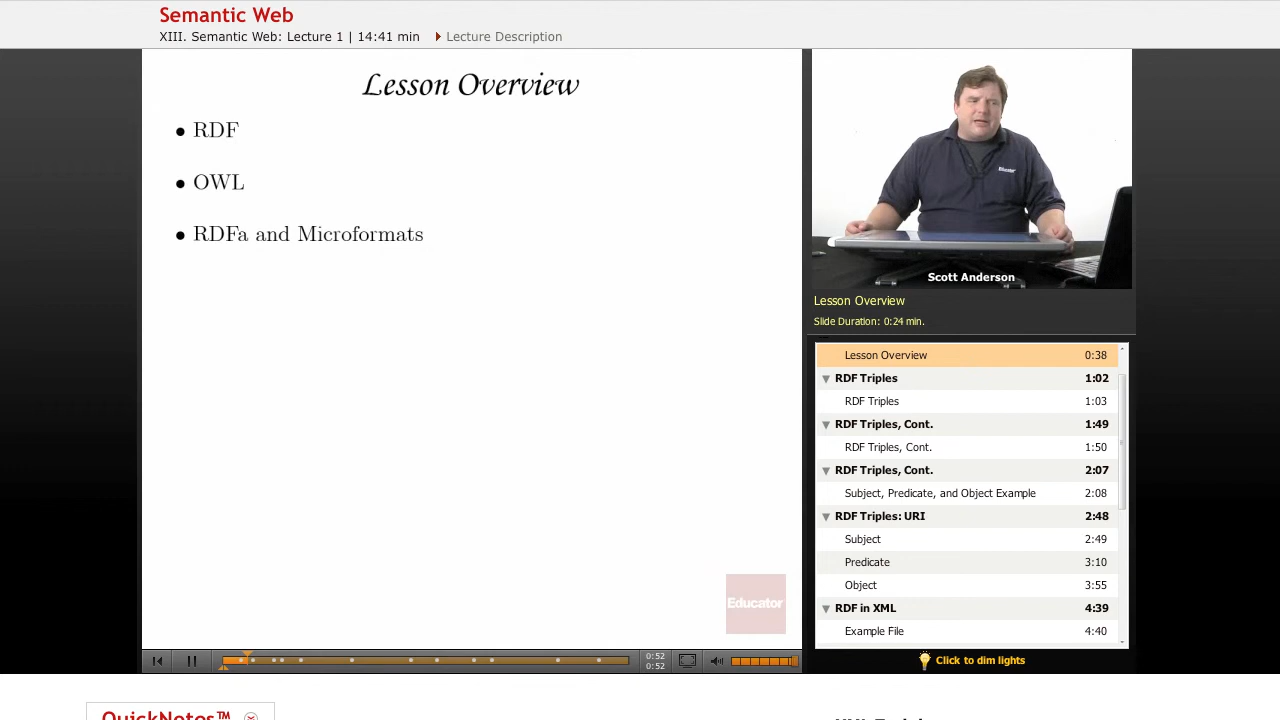 Semantic Web
XIII. Semantic Web: Lecture 1 | 14:41 min
Lecture Description
Lesson Overview
• RDF
• OWL
• RDFa and Microformats
Educator
Educator
Scott Anderson
Lesson Overview
Slide Duration: 0:24 min.
Lesson Overview 0:38
RDF Triples 1:02
RDF Triples 1:03
RDF Triples, Cont. 1:49
RDF Triples, Cont. 1:50
RDF Triples, Cont. 2:07
Subject, Predicate, and Object Example 2:08
RDF Triples: URI 2:48
Subject 2:49
Predicate 3:10
Object 3:55
RDF in XML 4:39
Example File 4:40
0:52
0:52
Click to dim lights
QuickNotes™